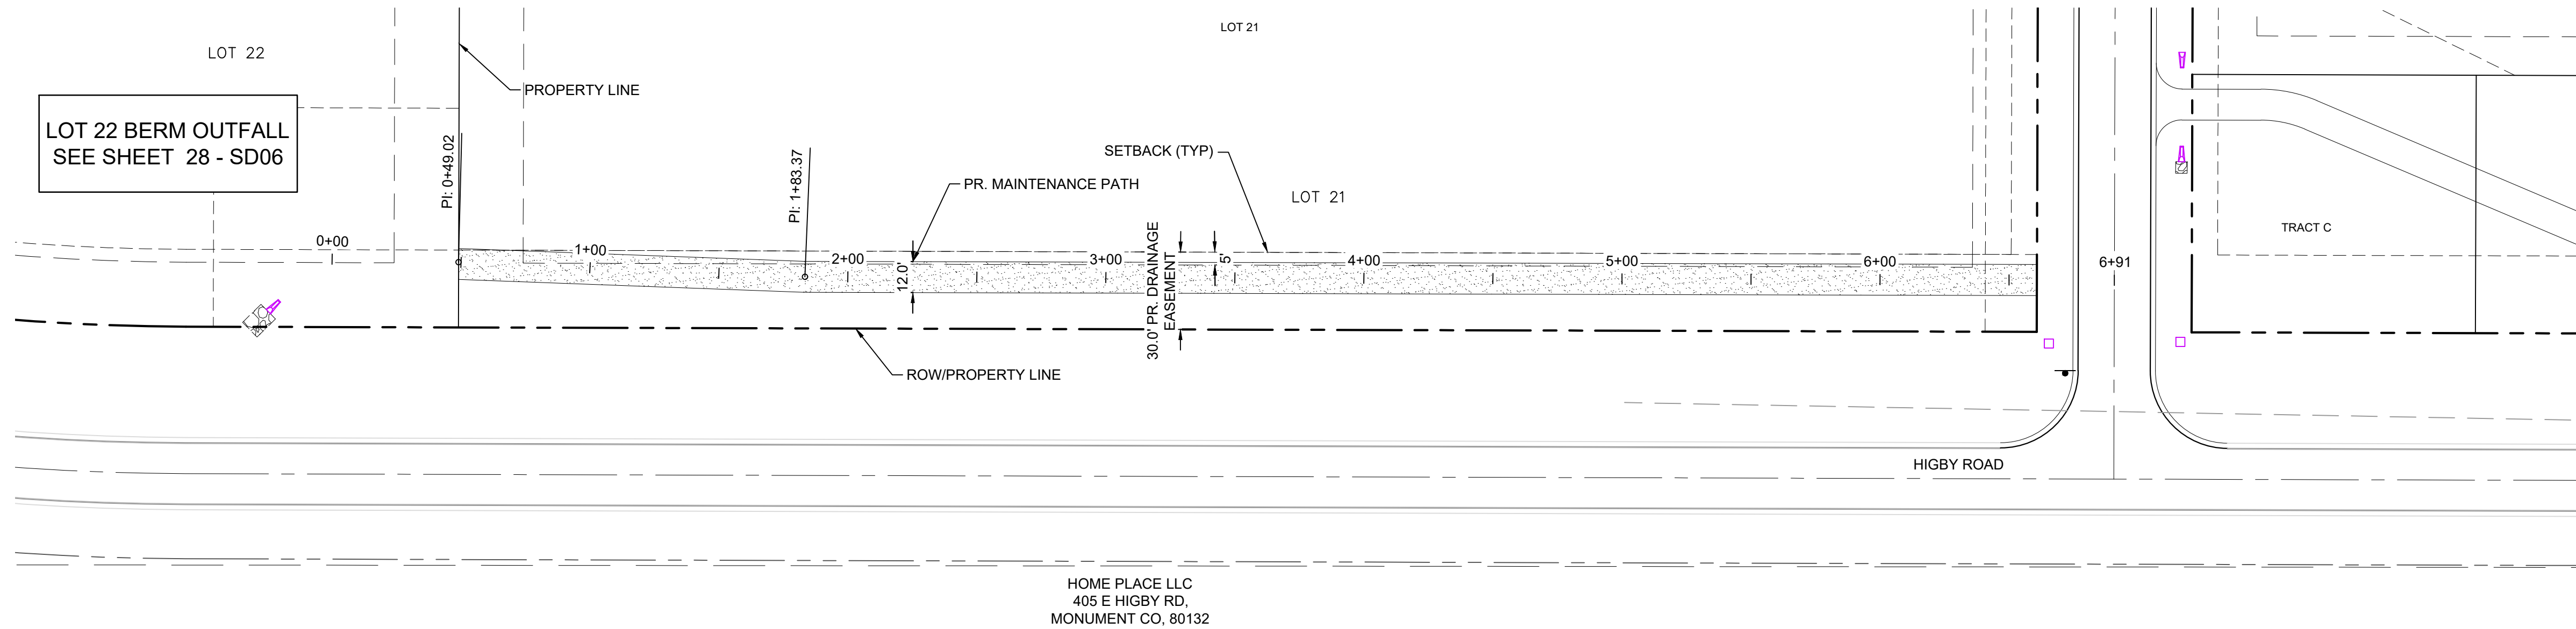 LOT 21
LOT 22
PROPERTY LINE
LOT 22 BERM OUTFALL
SEE SHEET 28 - SD06
PI: 0+49.02
PI: 1+83.37
SETBACK (TYP)
PR. MAINTENANCE PATH
LOT 21
TRACT C
0+00
1+00
2+00
3+00
4+00
5+00
6+00
6+91
12.0'
30.0' PR. DRAINAGE
EASEMENT
5'
ROW/PROPERTY LINE
HIGBY ROAD
HOME PLACE LLC
405 E HIGBY RD,
MONUMENT CO, 80132